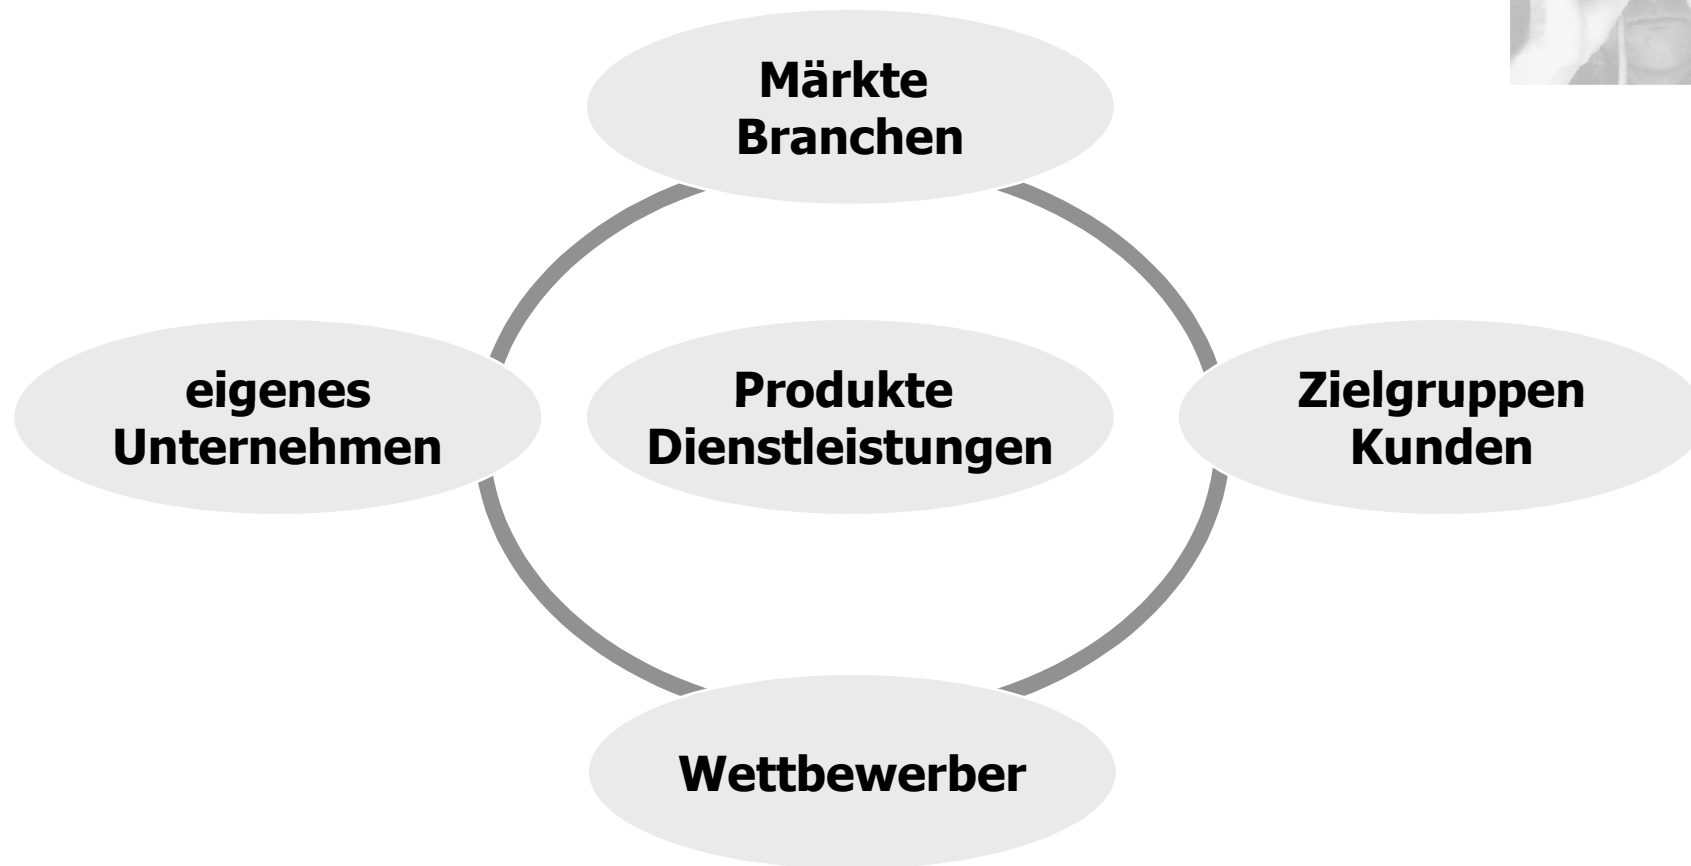 Märkte
Branchen
eigenes
Unternehmen
Produkte
Dienstleistungen
Zielgruppen
Kunden
Wettbewerber